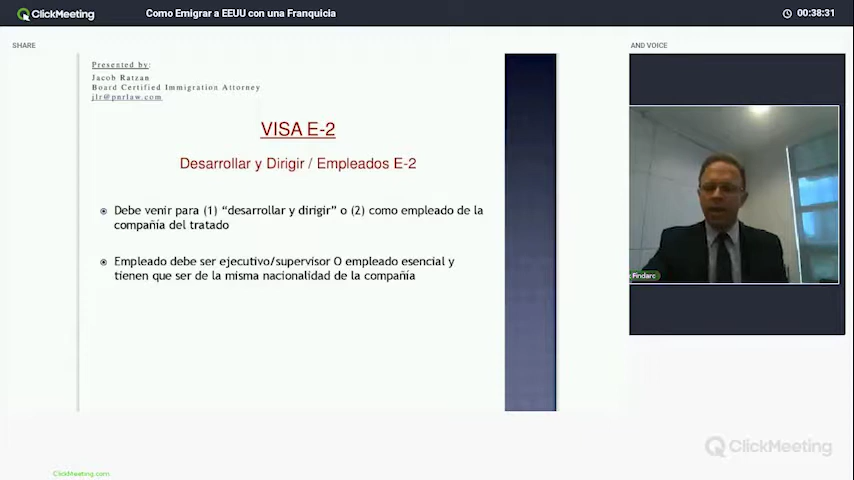 ClickMeeting
Como Emigrar a EEUU con una Franquicia
00:38:31
SHARE
AND VOICE
Presented by:
Jacob Ratzan
Board Certified Immigration Attorney
jlr@pnrlaw.com
VISA E-2
Desarrollar y Dirigir / Empleados E-2
Debe venir para (1) “desarrollar y dirigir” o (2) como empleado de la
compañía del tratado
Empleado debe ser ejecutivo/supervisor O empleado esencial y
tienen que ser de la misma nacionalidad de la compañía
Findarc
ClickMeeting
ClickMeeting.com